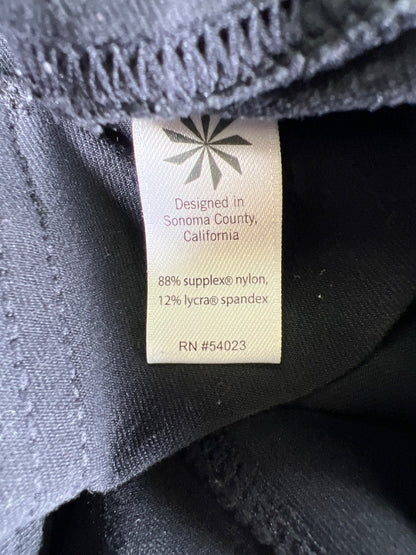 Designed in
Sonoma County,
California
88% supplex® nylon,
12% lycra® spandex
RN #54023